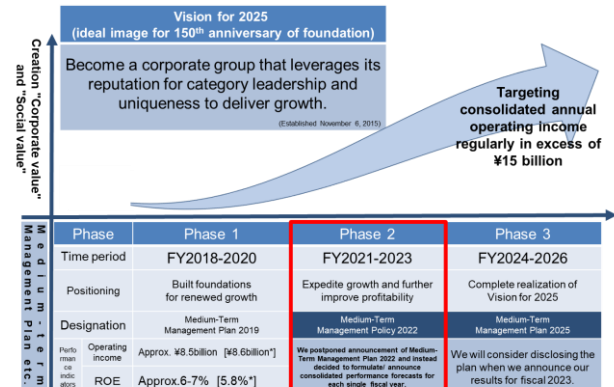 Vision for 2025
(ideal image for 150th anniversary of foundation)
Become a corporate group that leverages its
reputation for category leadership and
uniqueness to deliver growth.
(Established November 6, 2015)
Creation "Corporate value"
and "Social value"
Targeting
consolidated annual
operating income
regularly in excess of
¥15 billion
Medium-term
Management Plan etc.
Phase Phase 1 Phase 2 Phase 3
Time period FY2018-2020 FY2021-2023 FY2024-2026
Positioning
Built foundations
for renewed growth
Expedite growth and further
improve profitability
Complete realization of
Vision for 2025
Designation
Medium-Term
Management Plan 2019
Medium-Term
Management Policy 2022
Medium-Term
Management Plan 2025
Perfo
rman
ce
indic
ators
Operating
income
Approx. ¥8.5billion [¥8.6billion*]
ROE
Approx.6-7% [5.8%*]
We postponed announcement of Medium-
Term Management Plan 2022 and instead
decided to formulate/ announce
consolidated performance forecasts for
each single fiscal year.
We will consider disclosing the
plan when we announce our
results for fiscal 2023.